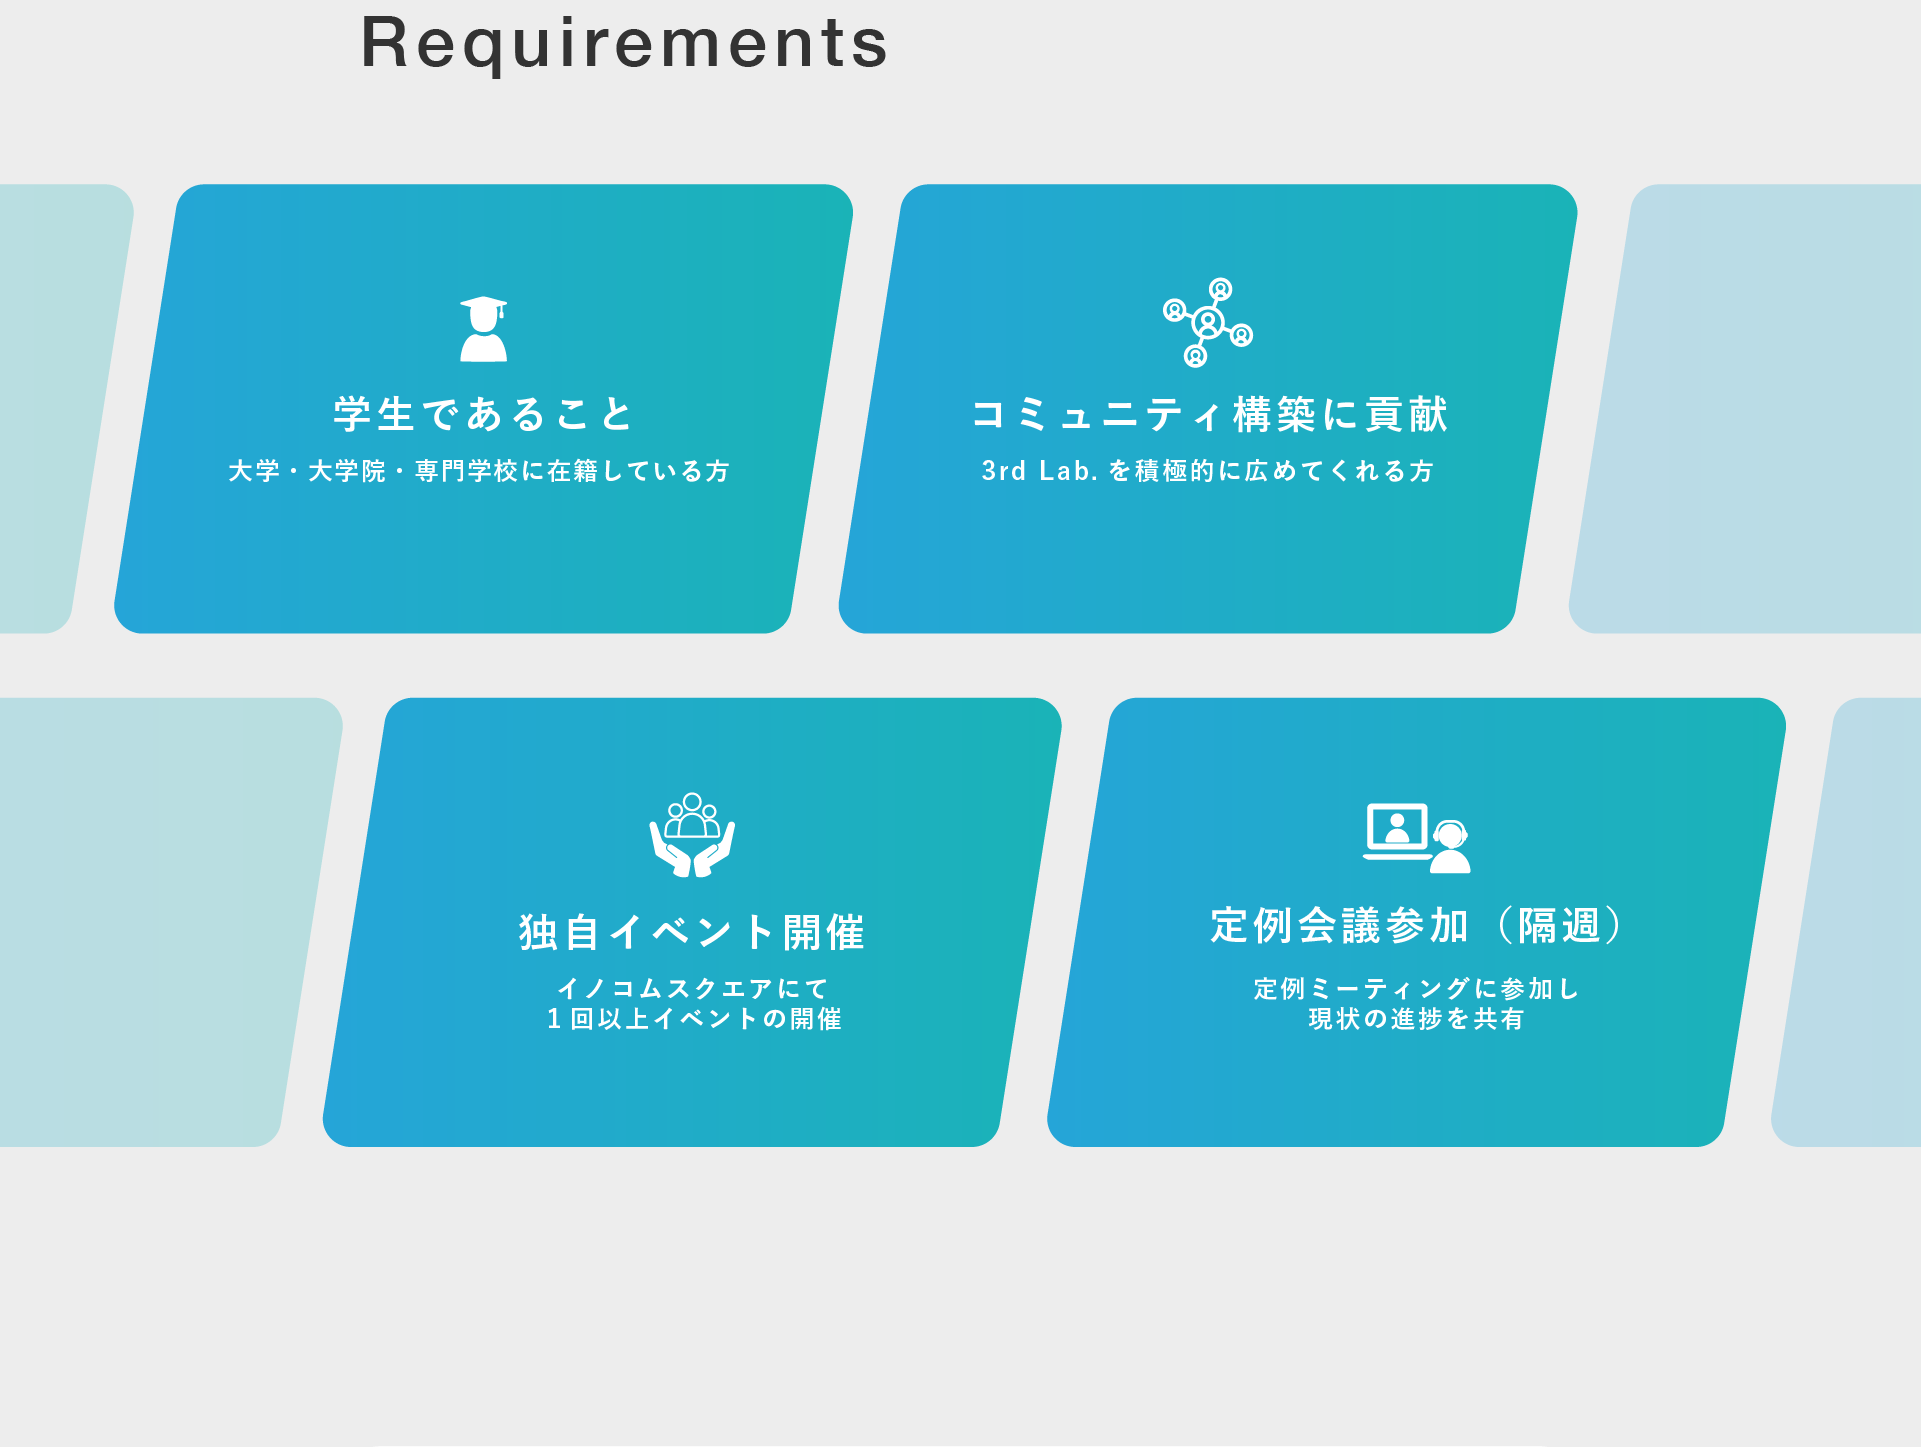 Requirements
学生であること
大学・大学院・専門学校に在籍している方
コミュニティ構築に貢献
3rd Lab. を積極的に広めてくれる方
独自イベント開催
イノコムスクエアにて
1 回以上イベントの開催
定例会議参加（隔週）
定例ミーティングに参加し
現状の進捗を共有